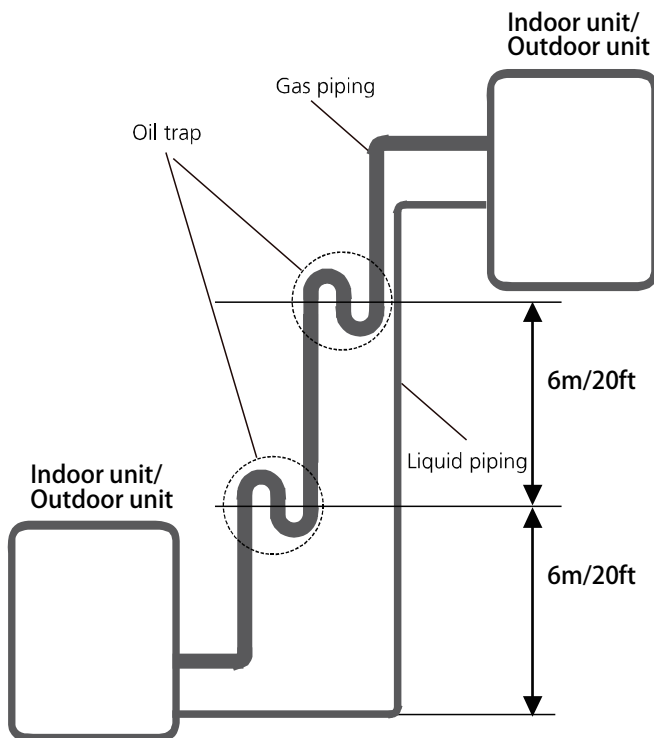 Indoor unit/
Outdoor unit
Gas piping
Oil trap
6m/20ft
Liquid piping
Indoor unit/
Outdoor unit
6m/20ft